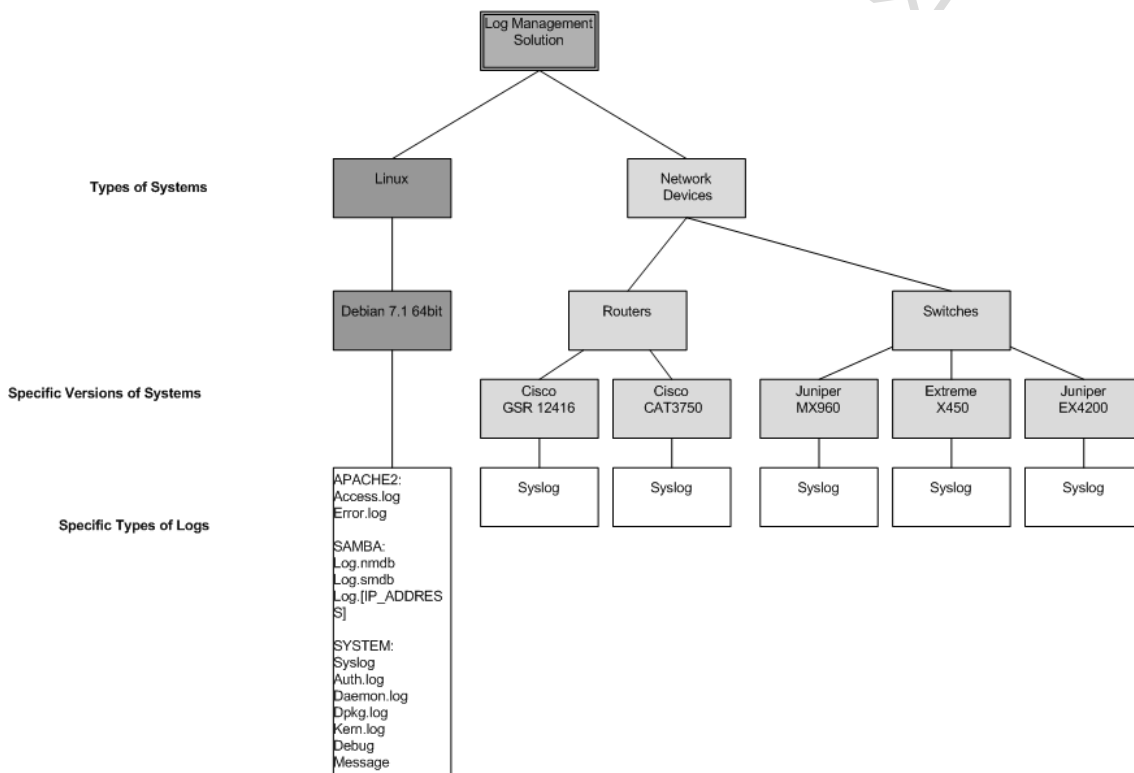 Log Management
Solution
Types of Systems
Linux
Network
Devices
Debian 7.1 64bit
Routers
Switches
Specific Versions of Systems
Cisco
GSR 12416
Cisco
CAT3750
Juniper
MX960
Extreme
X450
Juniper
EX4200
Specific Types of Logs
APACHE2:
Access.log
Error.log
SAMBA:
Log.nmdb
Log.smdb
Log.[IP_ADDRES
S]
SYSTEM:
Syslog
Auth.log
Daemon.log
Dpkg.log
Kern.log
Debug
Message
Syslog
Syslog
Syslog
Syslog
Syslog